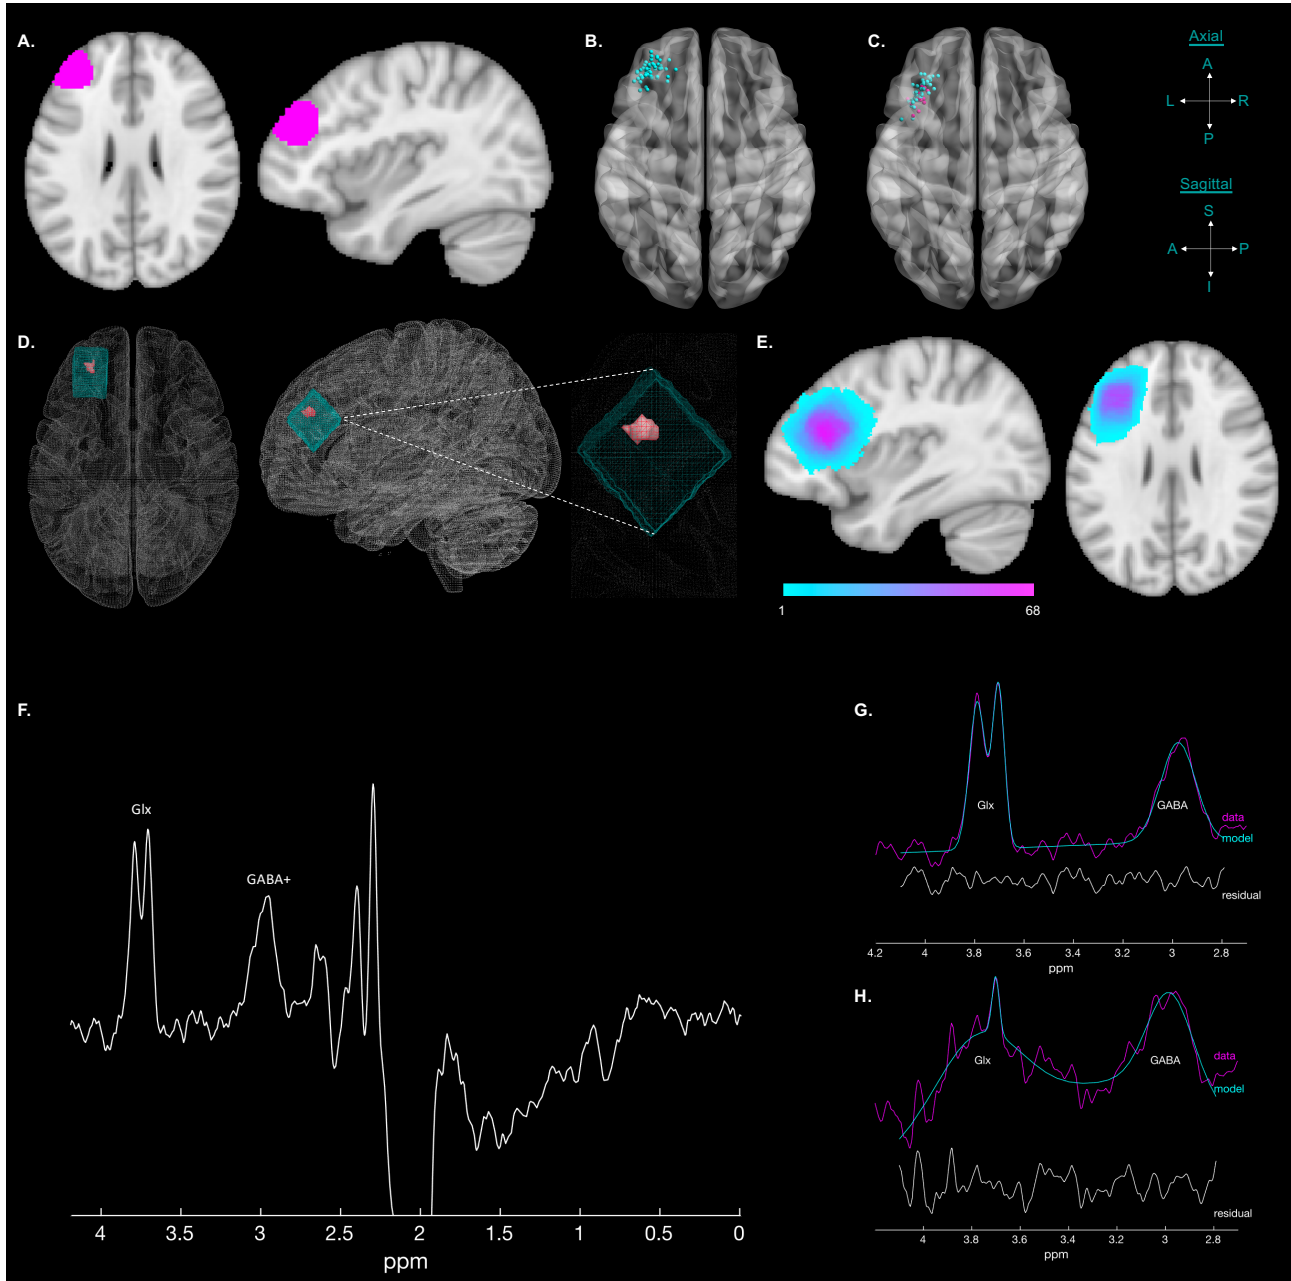 A.
B.
C.
Axial
A
L R
P
Sagittal
S
A P
I
D.
E.
1 68
F.
Glx
GABA+
4 3.5 3 2.5 2 1.5 1 0.5 0
ppm
G.
Glx
GABA
data
model
residual
4.2 4 3.8 3.6 3.4 3.2 3 2.8
ppm
H.
Glx
GABA
data
model
residual
4 3.8 3.6 3.4 3.2 3 2.8
ppm